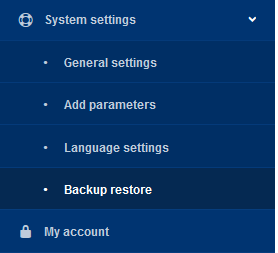 System settings
• General settings
• Add parameters
• Language settings
• Backup restore
My account